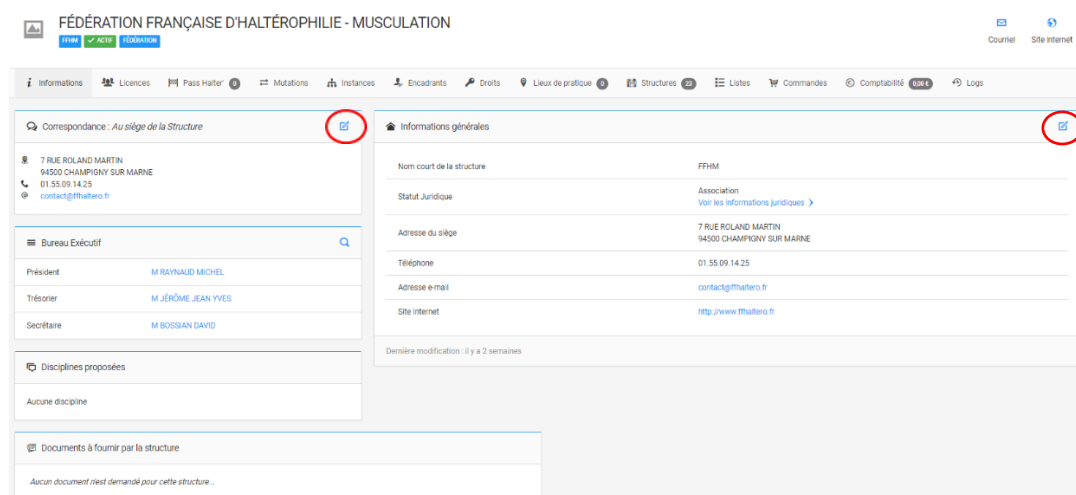 FÉDÉRATION FRANÇAISE D'HALTÉROPHILIE - MUSCULATION
FFHM ACTIF FÉDÉRATION
Courriel Site internet
Informations Licences Pass Halter' 0 Mutations Instances Encadrants Droits Lieux de pratique 0 Structures 23 Listes Commandes Comptabilité 0,00 € Logs
Correspondance : Au siège de la Structure
7 RUE ROLAND MARTIN
94500 CHAMPIGNY SUR MARNE
01.55.09.14.25
contact@ffhaltero.fr
Bureau Exécutif
Président M RAYNAUD MICHEL
Trésorier M JÉRÔME JEAN YVES
Secrétaire M BOSSIAN DAVID
Disciplines proposées
Aucune discipline
Documents à fournir par la structure
Aucun document n'est demandé pour cette structure...
Informations générales
Nom court de la structure FFHM
Statut Juridique Association
Voir les informations juridiques
Adresse du siège 7 RUE ROLAND MARTIN
94500 CHAMPIGNY SUR MARNE
Téléphone 01.55.09.14.25
Adresse e-mail contact@ffhaltero.fr
Site internet http://www.ffhaltero.fr
Dernière modification : il y a 2 semaines